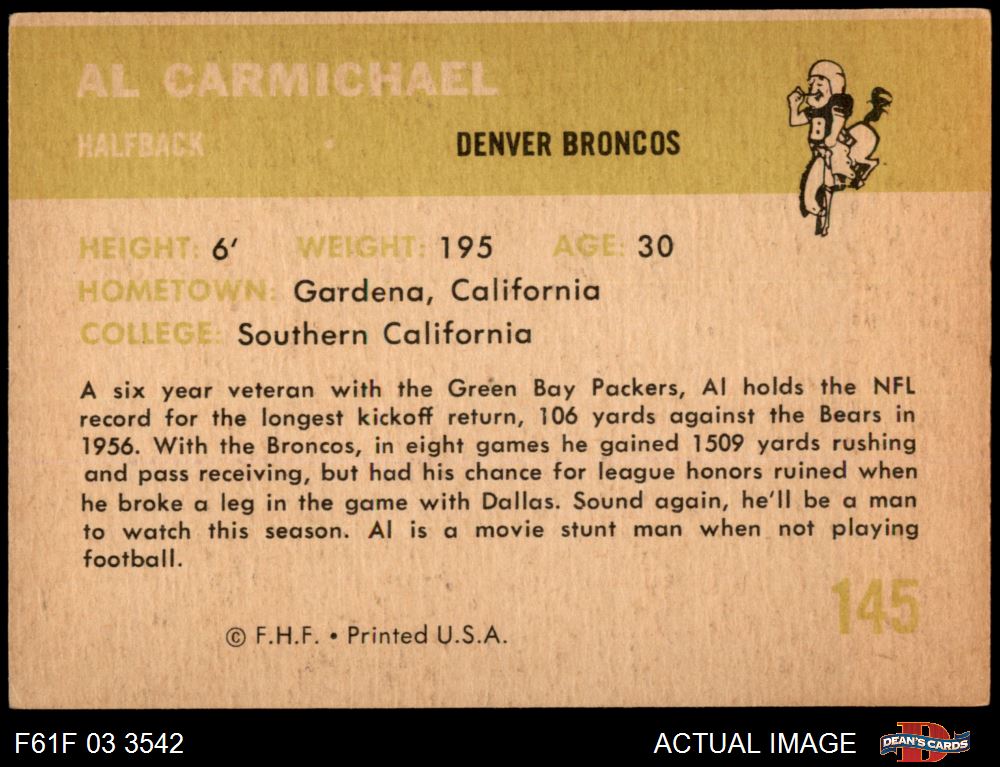 AL CARMICHAEL
HALFBACK • DENVER BRONCOS
HEIGHT: 6' WEIGHT: 195 AGE: 30
HOMETOWN: Gardena, California
COLLEGE: Southern California
A six year veteran with the Green Bay Packers, Al holds the NFL
record for the longest kickoff return, 106 yards against the Bears in
1956. With the Broncos, in eight games he gained 1509 yards rushing
and pass receiving, but had his chance for league honors ruined when
he broke a leg in the game with Dallas. Sound again, he'll be a man
to watch this season. Al is a movie stunt man when not playing
football.
145
© F.H.F. • Printed U.S.A.
F61F 03 3542 ACTUAL IMAGE D DEAN'S CARDS